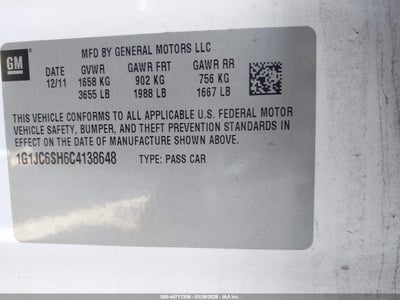 MFD BY GENERAL MOTORS LLC
GM
DATE GVWR GAWR FRT GAWR RR
12/11 1658 KG 902 KG 756 KG
3655 LB 1988 LB 1667 LB
THIS VEHICLE CONFORMS TO ALL APPLICABLE U.S. FEDERAL MOTOR
VEHICLE SAFETY, BUMPER, AND THEFT PREVENTION STANDARDS IN
EFFECT ON THE DATE OF MANUFACTURE SHOWN ABOVE.
1G1JC6SH6C4138648 TYPE: PASS CAR